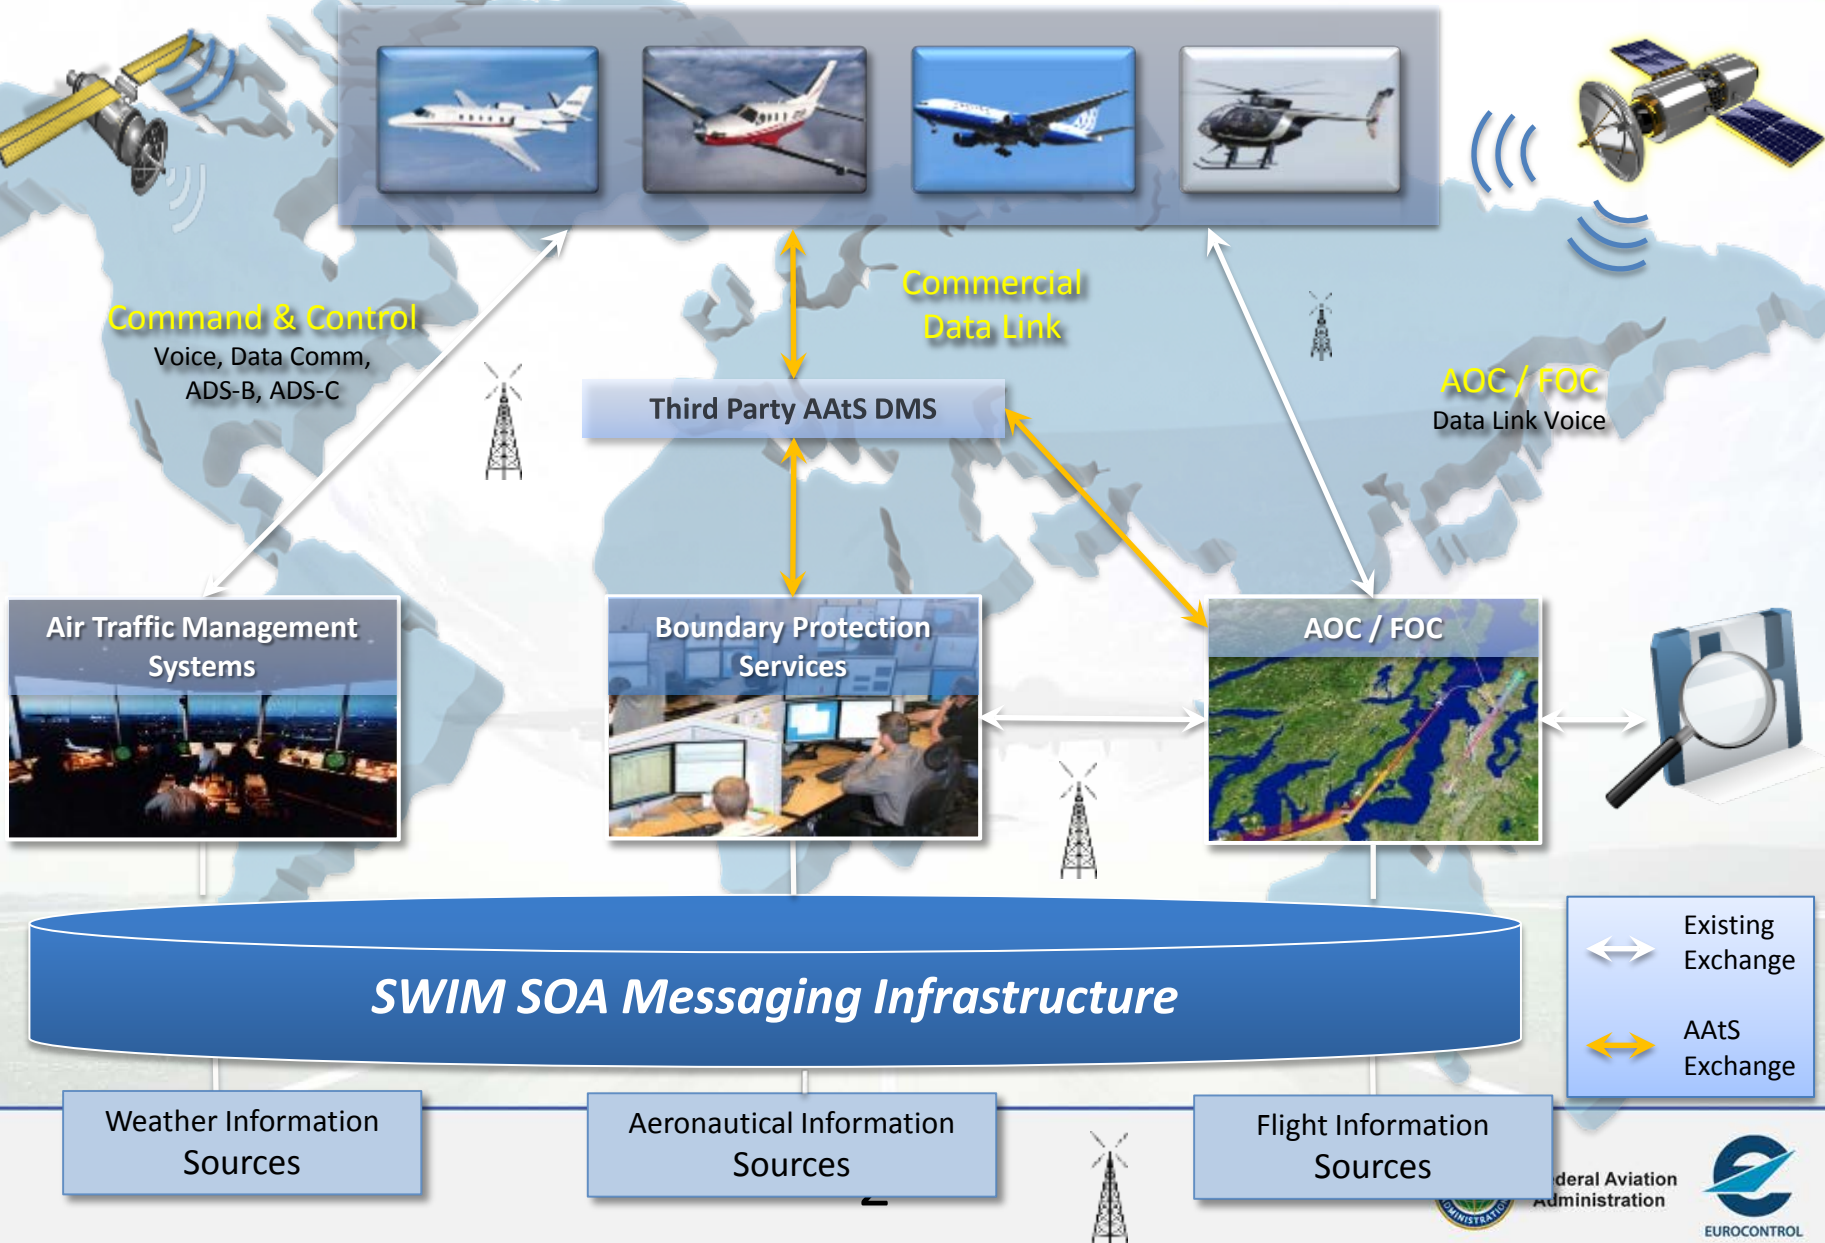 Command & Control
Voice, Data Comm,
ADS-B, ADS-C
Commercial
Data Link
AOC / FOC
Data Link Voice
Third Party AAtS DMS
Air Traffic Management
Systems
Boundary Protection
Services
AOC / FOC
SWIM SOA Messaging Infrastructure
Existing
Exchange
AAtS
Exchange
Weather Information
Sources
Aeronautical Information
Sources
Flight Information
Sources
deral Aviation
Administration
EUROCONTROL